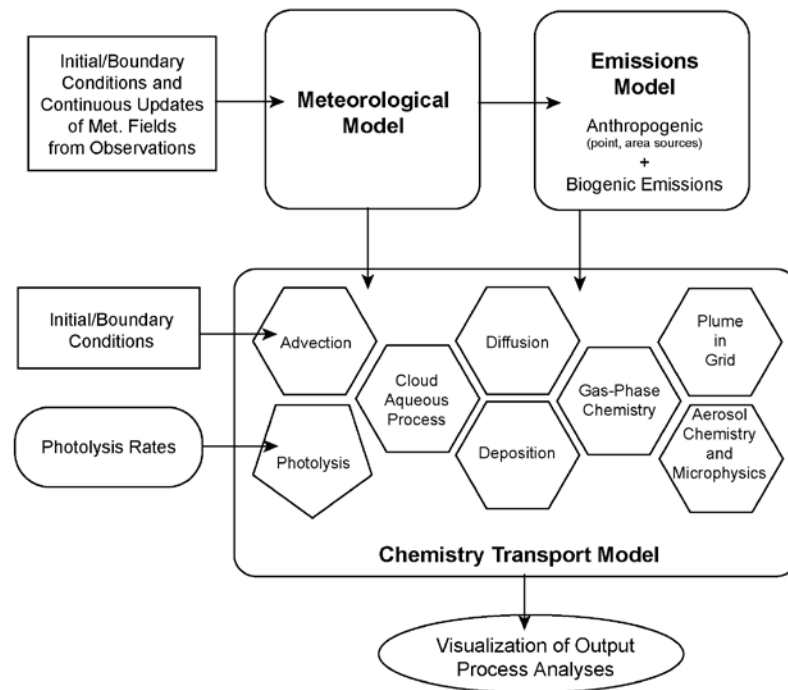 Initial/Boundary
Conditions and
Continuous Updates
of Met. Fields
from Observations
Meteorological
Model
Emissions
Model
Anthropogenic
(point, area sources)
+
Biogenic Emissions
Initial/Boundary
Conditions
Photolysis Rates
Advection
Photolysis
Cloud
Aqueous
Process
Diffusion
Deposition
Gas-Phase
Chemistry
Plume
in
Grid
Aerosol
Chemistry
and
Microphysics
Chemistry Transport Model
Visualization of Output
Process Analyses